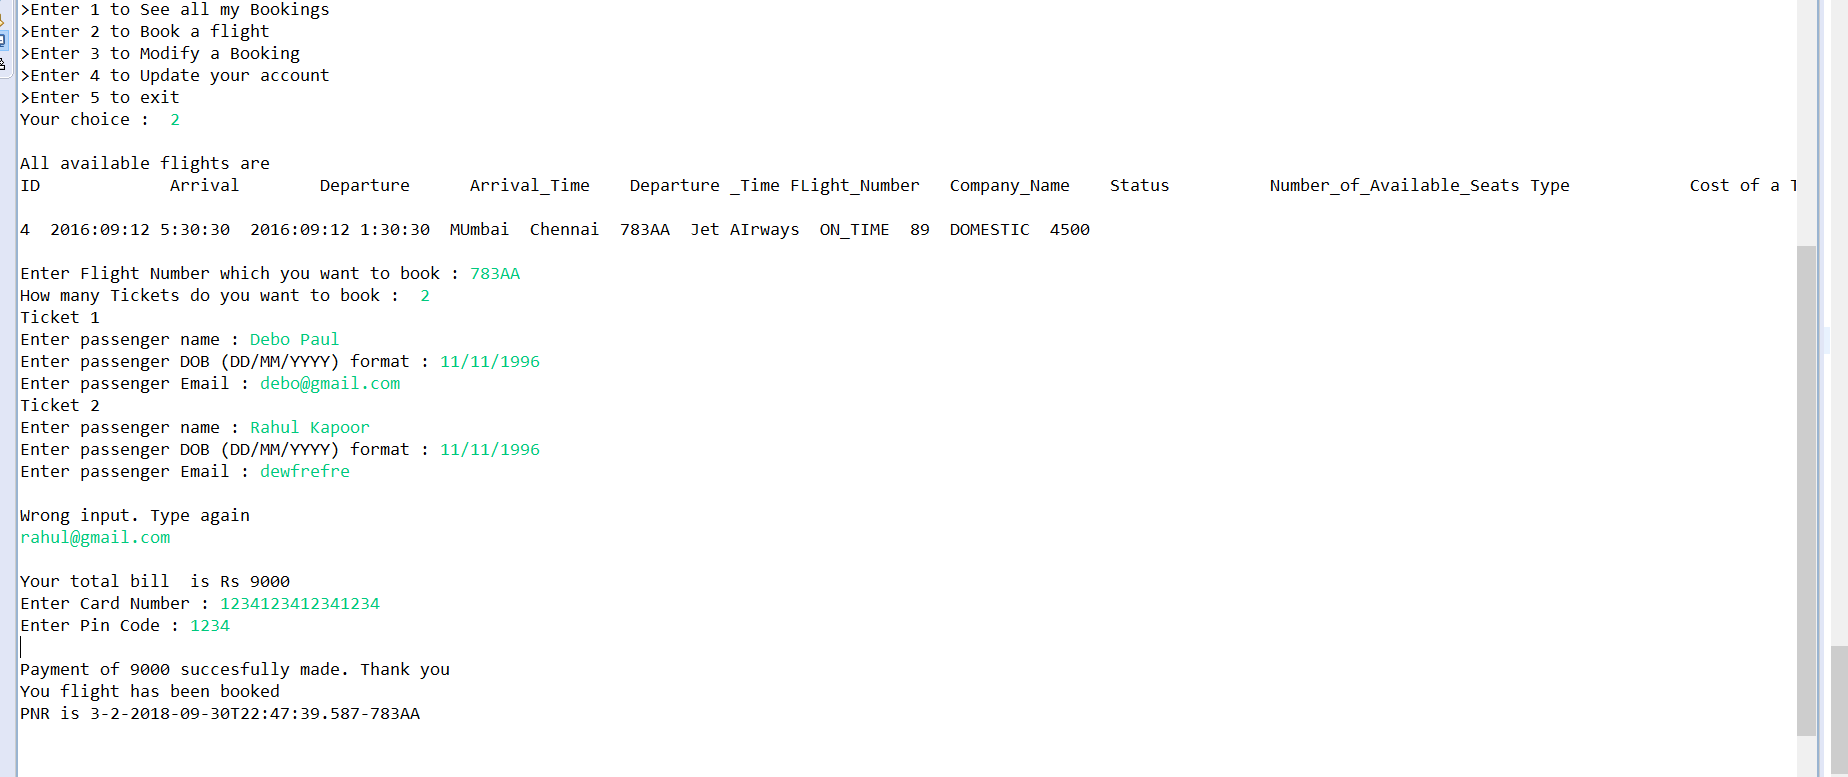 >Enter 1 to See all my Bookings
>Enter 2 to Book a flight
>Enter 3 to Modify a Booking
>Enter 4 to Update your account
>Enter 5 to exit
Your choice :  2
All available flights are
ID Arrival Departure Arrival_Time Departure _Time FLight_Number Company_Name Status Number_of_Available_Seats Type Cost of a T
4  2016:09:12 5:30:30  2016:09:12 1:30:30  MUmbai  Chennai  783AA  Jet AIrways  ON_TIME  89  DOMESTIC  4500
Enter Flight Number which you want to book : 783AA
How many Tickets do you want to book :  2
Ticket 1
Enter passenger name : Debo Paul
Enter passenger DOB (DD/MM/YYYY) format : 11/11/1996
Enter passenger Email : debo@gmail.com
Ticket 2
Enter passenger name : Rahul Kapoor
Enter passenger DOB (DD/MM/YYYY) format : 11/11/1996
Enter passenger Email : dewfrefre
Wrong input. Type again
rahul@gmail.com
Your total bill  is Rs 9000
Enter Card Number : 1234123412341234
Enter Pin Code : 1234
Payment of 9000 succesfully made. Thank you
You flight has been booked
PNR is 3-2-2018-09-30T22:47:39.587-783AA